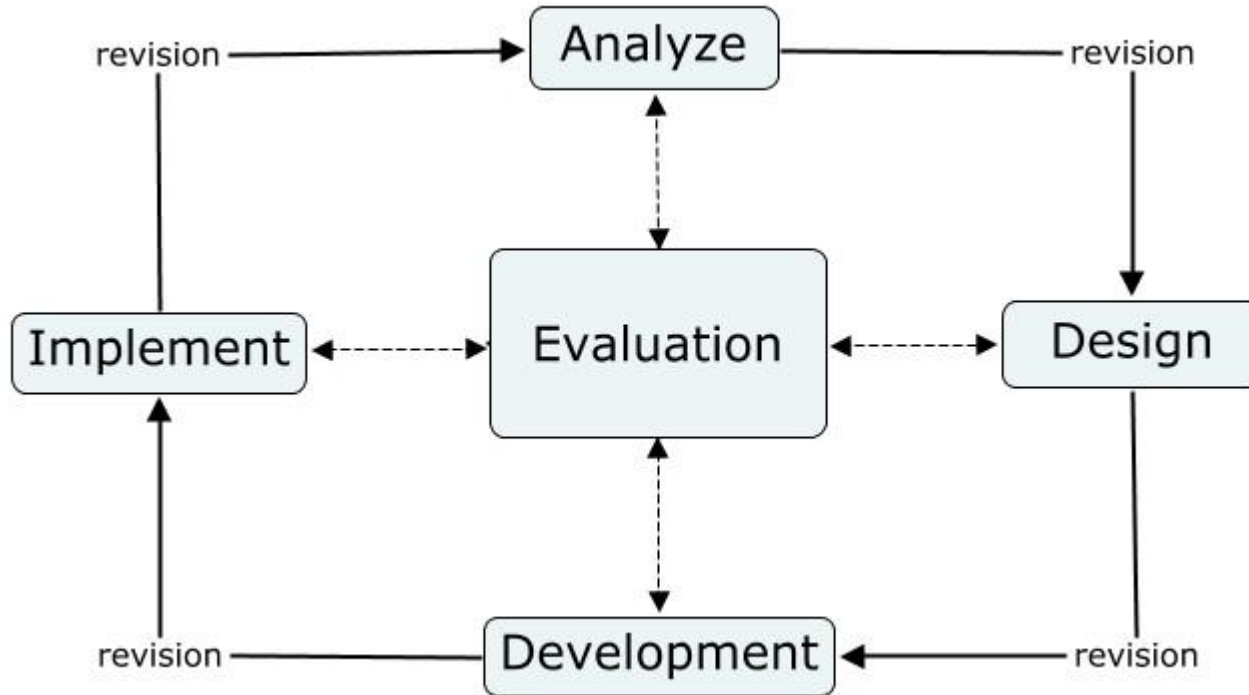 revision
Analyze
revision
Implement
Evaluation
Design
revision
Development
revision